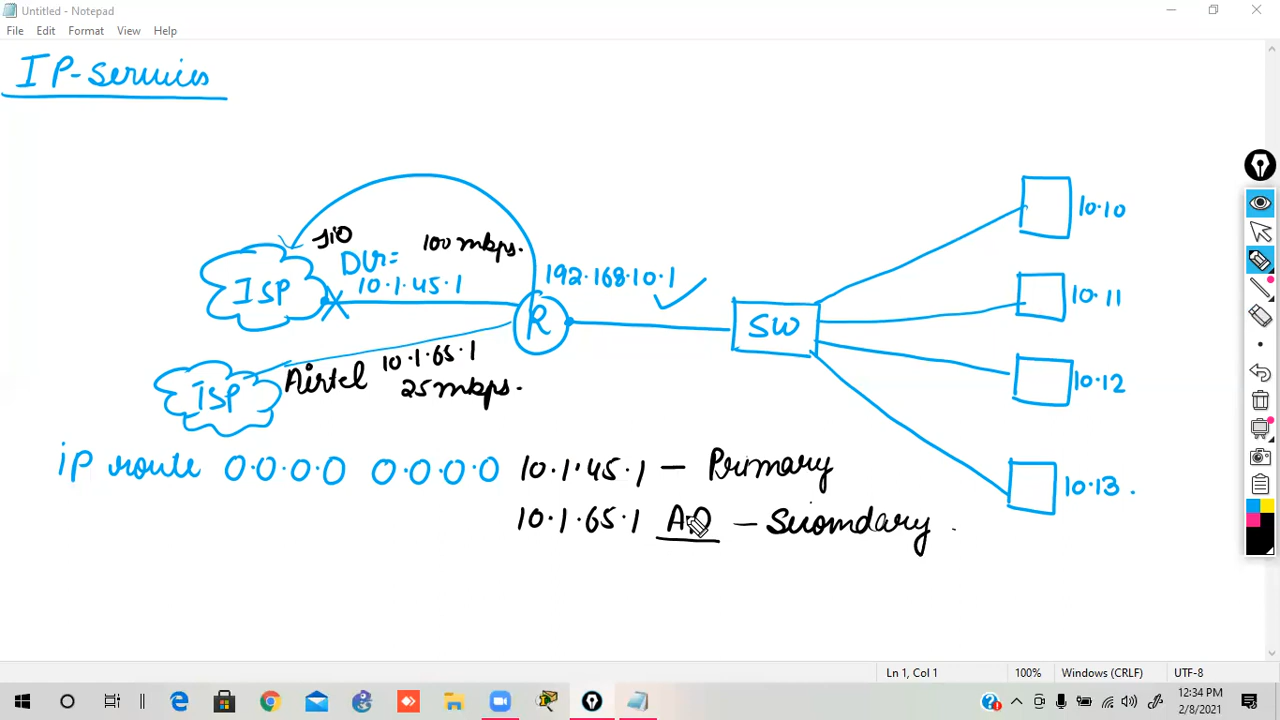 Untitled - Notepad
File Edit Format View Help
IP-services
Jio
100 mbps.
10.1.45.1
192.168.10.1
ISP
R
SW
10.10
10.11
10.12
10.13.
ISP
Airtel 10.1.65.1
25 mbps.
ip route 0.0.0.0 0.0.0.0 10.1.45.1 — Primary
10.1.65.1 AD — Secondary.
Ln 1, Col 1 100% Windows (CRLF) UTF-8
12:34 PM
2/8/2021